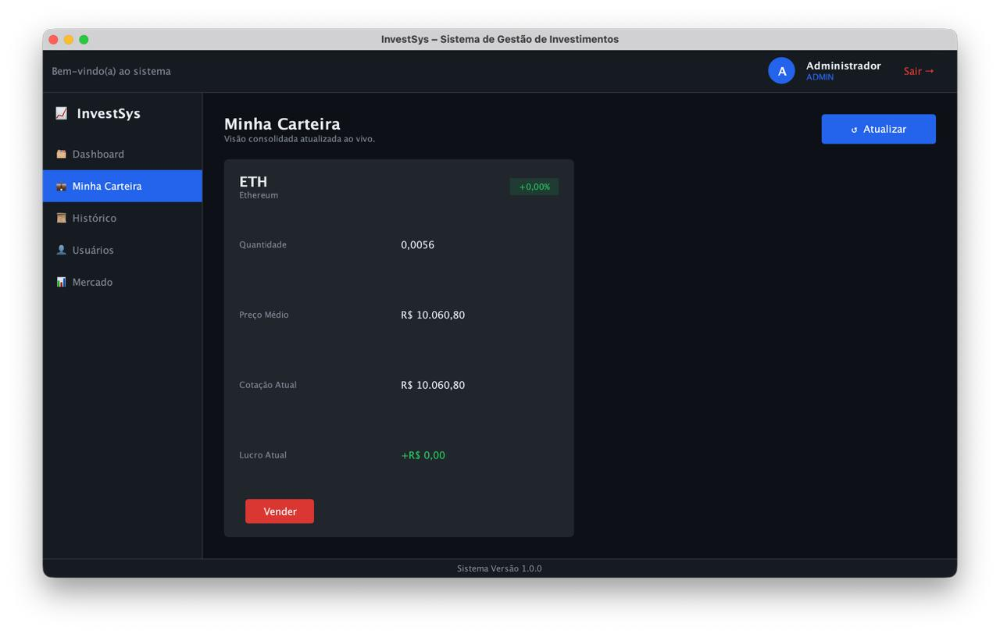 InvestSys – Sistema de Gestão de Investimentos
Bem-vindo(a) ao sistema
A
Administrador
ADMIN
Sair →
InvestSys
Dashboard
Minha Carteira
Histórico
Usuários
Mercado
Minha Carteira
Visão consolidada atualizada ao vivo.
↺ Atualizar
ETH
Ethereum
+0,00%
Quantidade 0,0056
Preço Médio R$ 10.060,80
Cotação Atual R$ 10.060,80
Lucro Atual +R$ 0,00
Vender
Sistema Versão 1.0.0